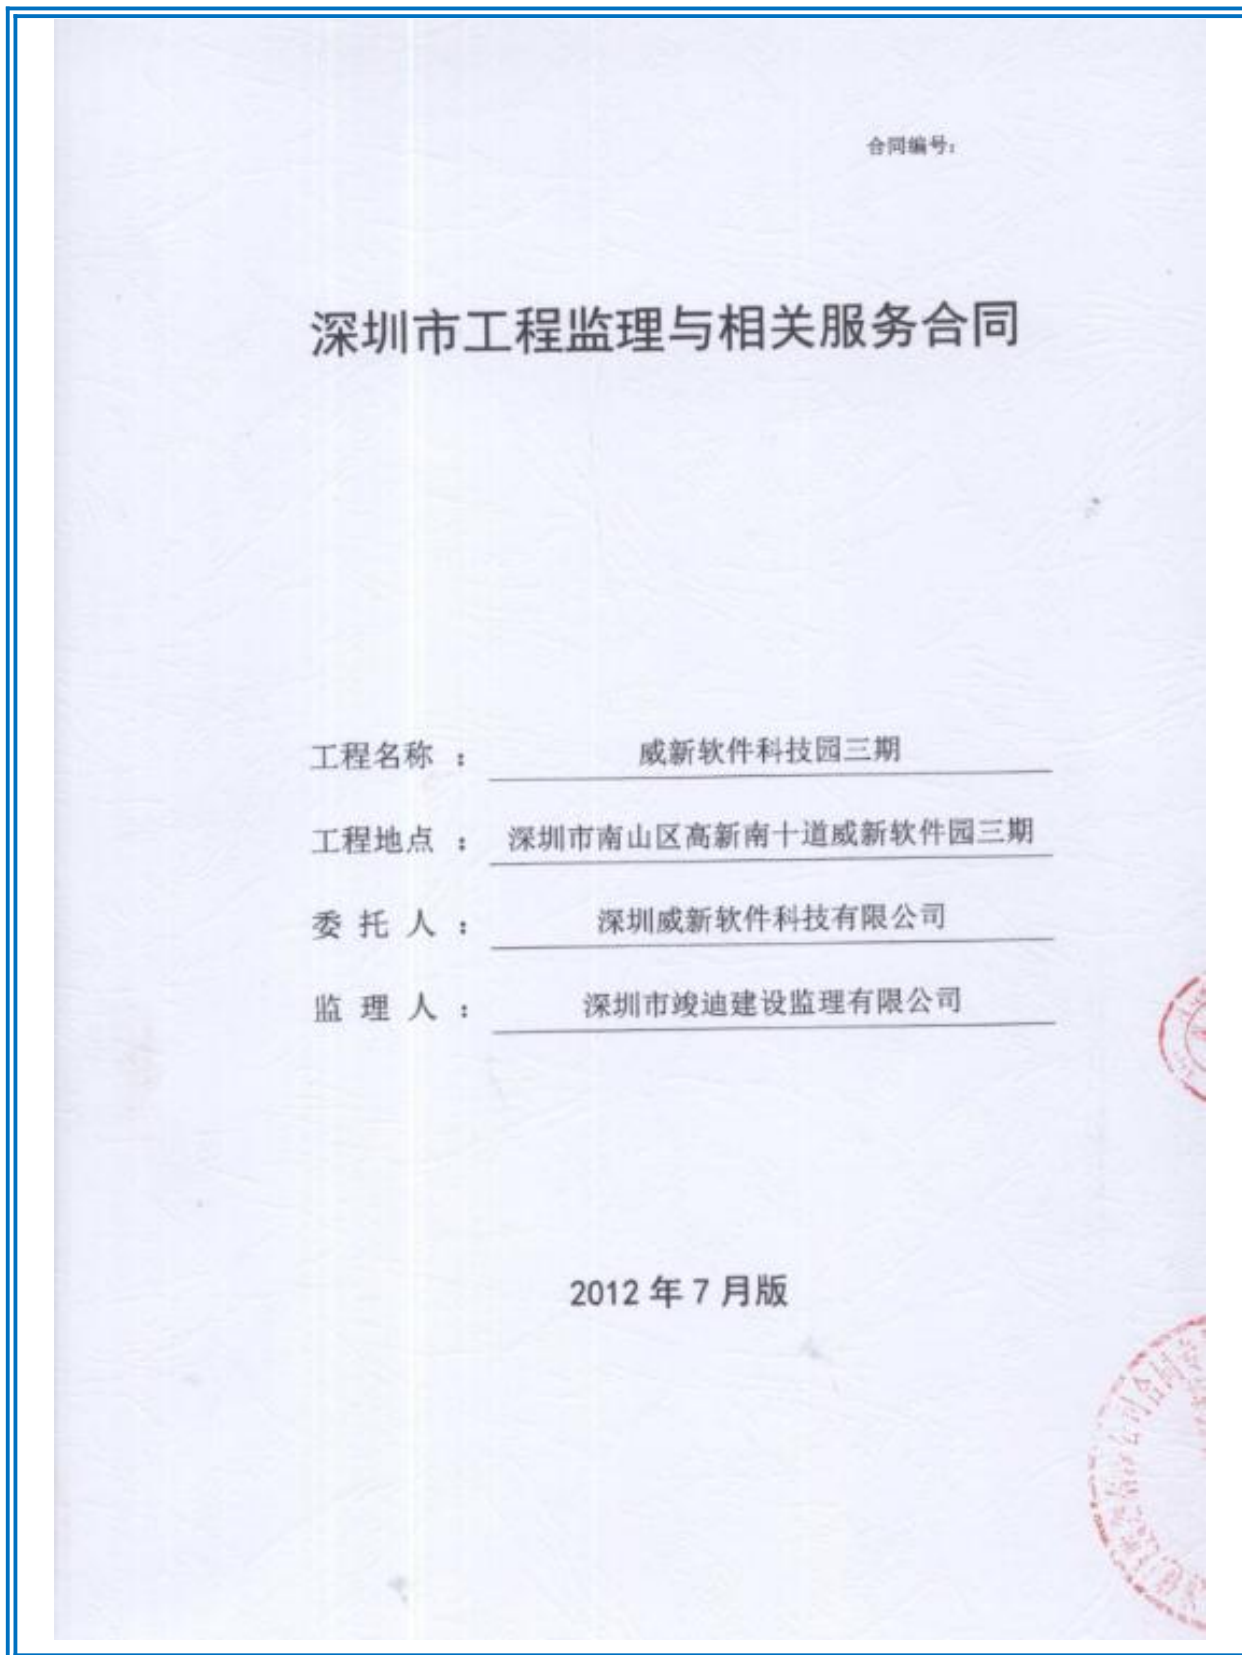 合同编号：
深圳市工程监理与相关服务合同
工程名称 ： 威新软件科技园三期
工程地点 ： 深圳市南山区高新南十道威新软件园三期
委 托 人 ： 深圳威新软件科技有限公司
监 理 人 ： 深圳市竣迪建设监理有限公司
2012 年 7 月版